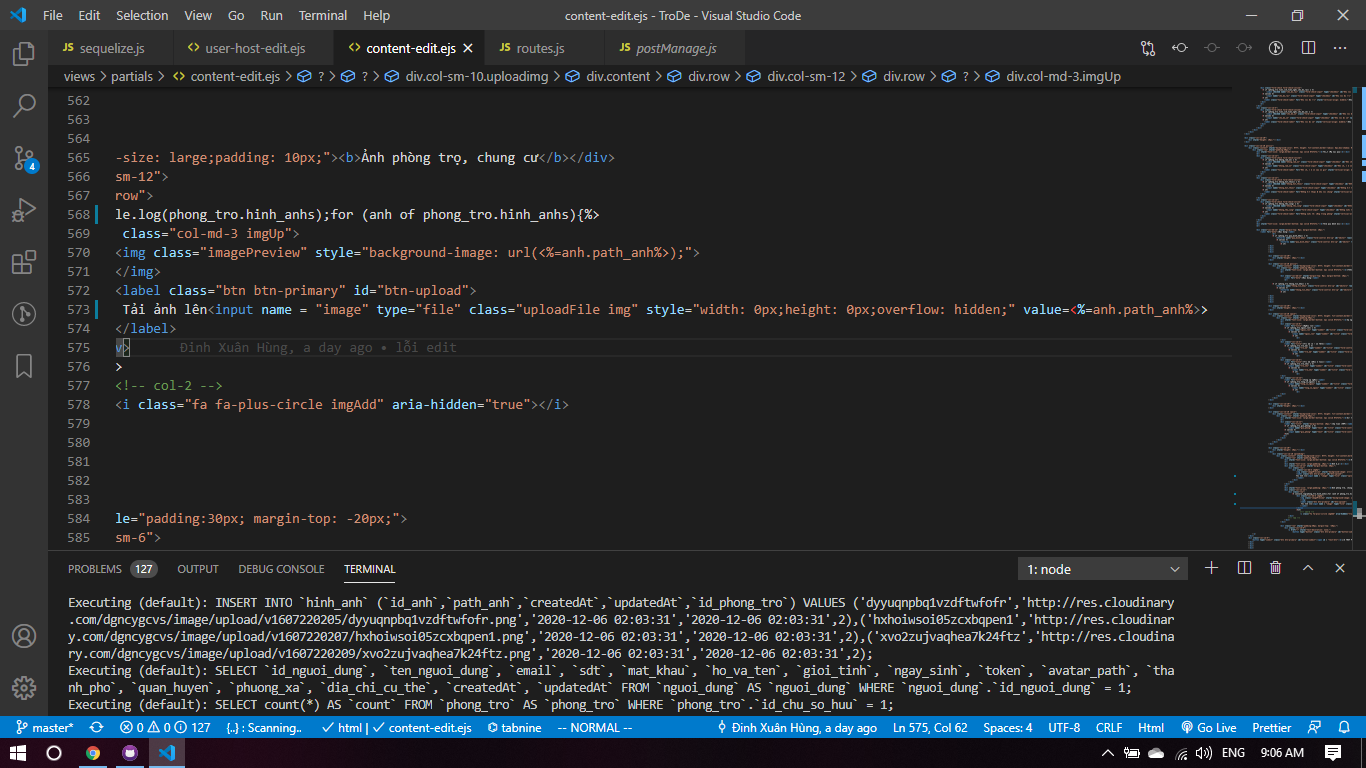 File Edit Selection View Go Run Terminal Help content-edit.ejs - TroDe - Visual Studio Code
JS sequelize.js <> user-host-edit.ejs <> content-edit.ejs JS routes.js JS postManage.js
views > partials > <> content-edit.ejs > ? > ? > div.col-sm-10.uploadimg > div.content > div.row > div.col-sm-12 > div.row > ? > div.col-md-3.imgUp
562
563
564
565 -size: large;padding: 10px;"><b>Ảnh phòng trọ, chung cư</b></div>
566 sm-12">
567 row">
568 le.log(phong_tro.hinh_anhs);for (anh of phong_tro.hinh_anhs){%>
569 class="col-md-3 imgUp">
570 <img class="imagePreview" style="background-image: url(<%=anh.path_anh%>);">
571 </img>
572 <label class="btn btn-primary" id="btn-upload">
573 Tải ảnh lên<input name = "image" type="file" class="uploadFile img" style="width: 0px;height: 0px;overflow: hidden;" value=<%=anh.path_anh%>>
574 </label>
575 v> Đinh Xuân Hùng, a day ago • lỗi edit
576 >
577 <!-- col-2 -->
578 <i class="fa fa-plus-circle imgAdd" aria-hidden="true"></i>
579
580
581
582
583
584 le="padding:30px; margin-top: -20px;">
585 sm-6">
4
PROBLEMS 127 OUTPUT DEBUG CONSOLE TERMINAL 1: node
Executing (default): INSERT INTO `hinh_anh` (`id_anh`,`path_anh`,`createdAt`,`updatedAt`,`id_phong_tro`) VALUES ('dyyuqnpbq1vzdftwfofr','http://res.cloudinary
.com/dgncygcvs/image/upload/v1607220205/dyyuqnpbq1vzdftwfofr.png','2020-12-06 02:03:31','2020-12-06 02:03:31',2),('hxhoiwsoi05zcxbqpen1','http://res.cloudinar
y.com/dgncygcvs/image/upload/v1607220207/hxhoiwsoi05zcxbqpen1.png','2020-12-06 02:03:31','2020-12-06 02:03:31',2),('xvo2zujvaqhea7k24ftz','http://res.cloudina
ry.com/dgncygcvs/image/upload/v1607220209/xvo2zujvaqhea7k24ftz.png','2020-12-06 02:03:31','2020-12-06 02:03:31',2);
Executing (default): SELECT `id_nguoi_dung`, `ten_nguoi_dung`, `email`, `sdt`, `mat_khau`, `ho_va_ten`, `gioi_tinh`, `ngay_sinh`, `token`, `avatar_path`, `tha
nh_pho`, `quan_huyen`, `phuong_xa`, `dia_chi_cu_the`, `createdAt`, `updatedAt` FROM `nguoi_dung` AS `nguoi_dung` WHERE `nguoi_dung`.`id_nguoi_dung` = 1;
Executing (default): SELECT count(*) AS `count` FROM `phong_tro` AS `phong_tro` WHERE `phong_tro`.`id_chu_so_huu` = 1;
master* 0 0 127 {..} : Scanning.. html | content-edit.ejs tabnine -- NORMAL -- Đinh Xuân Hùng, a day ago Ln 575, Col 62 Spaces: 4 UTF-8 CRLF Html Go Live Prettier
ENG 9:06 AM